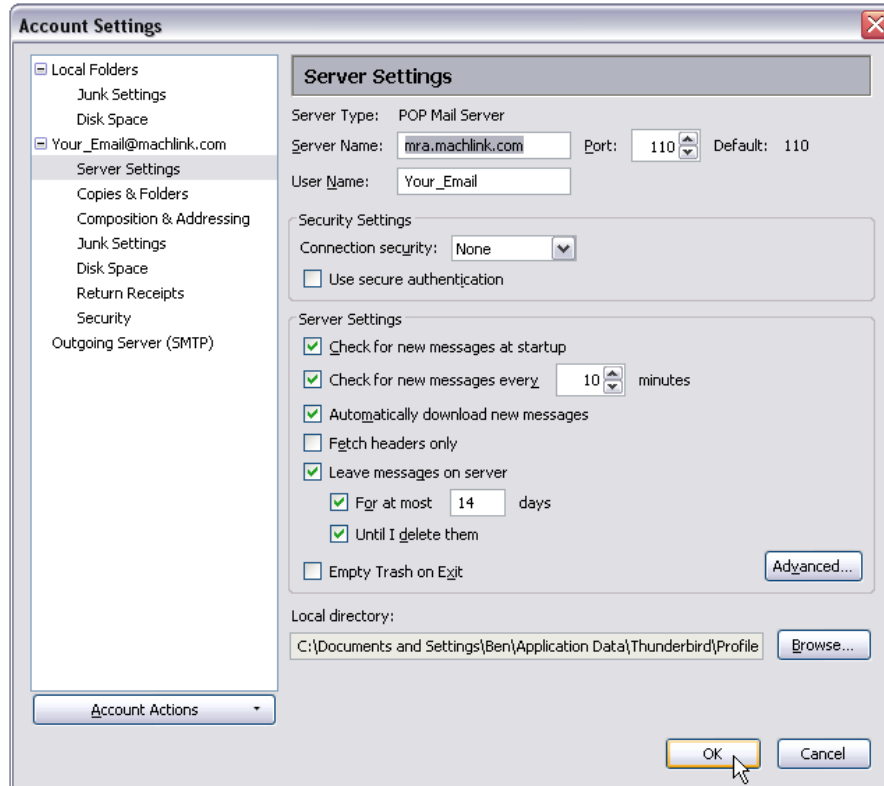 Account Settings
Local Folders
Junk Settings
Disk Space
Your_Email@machlink.com
Server Settings
Copies & Folders
Composition & Addressing
Junk Settings
Disk Space
Return Receipts
Security
Outgoing Server (SMTP)
Account Actions
Server Settings
Server Type: POP Mail Server
Server Name: mra.machlink.com Port: 110 Default: 110
User Name: Your_Email
Security Settings
Connection security: None
Use secure authentication
Server Settings
Check for new messages at startup
Check for new messages every 10 minutes
Automatically download new messages
Fetch headers only
Leave messages on server
For at most 14 days
Until I delete them
Empty Trash on Exit Advanced...
Local directory:
C:\Documents and Settings\Ben\Application Data\Thunderbird\Profile Browse...
OK Cancel